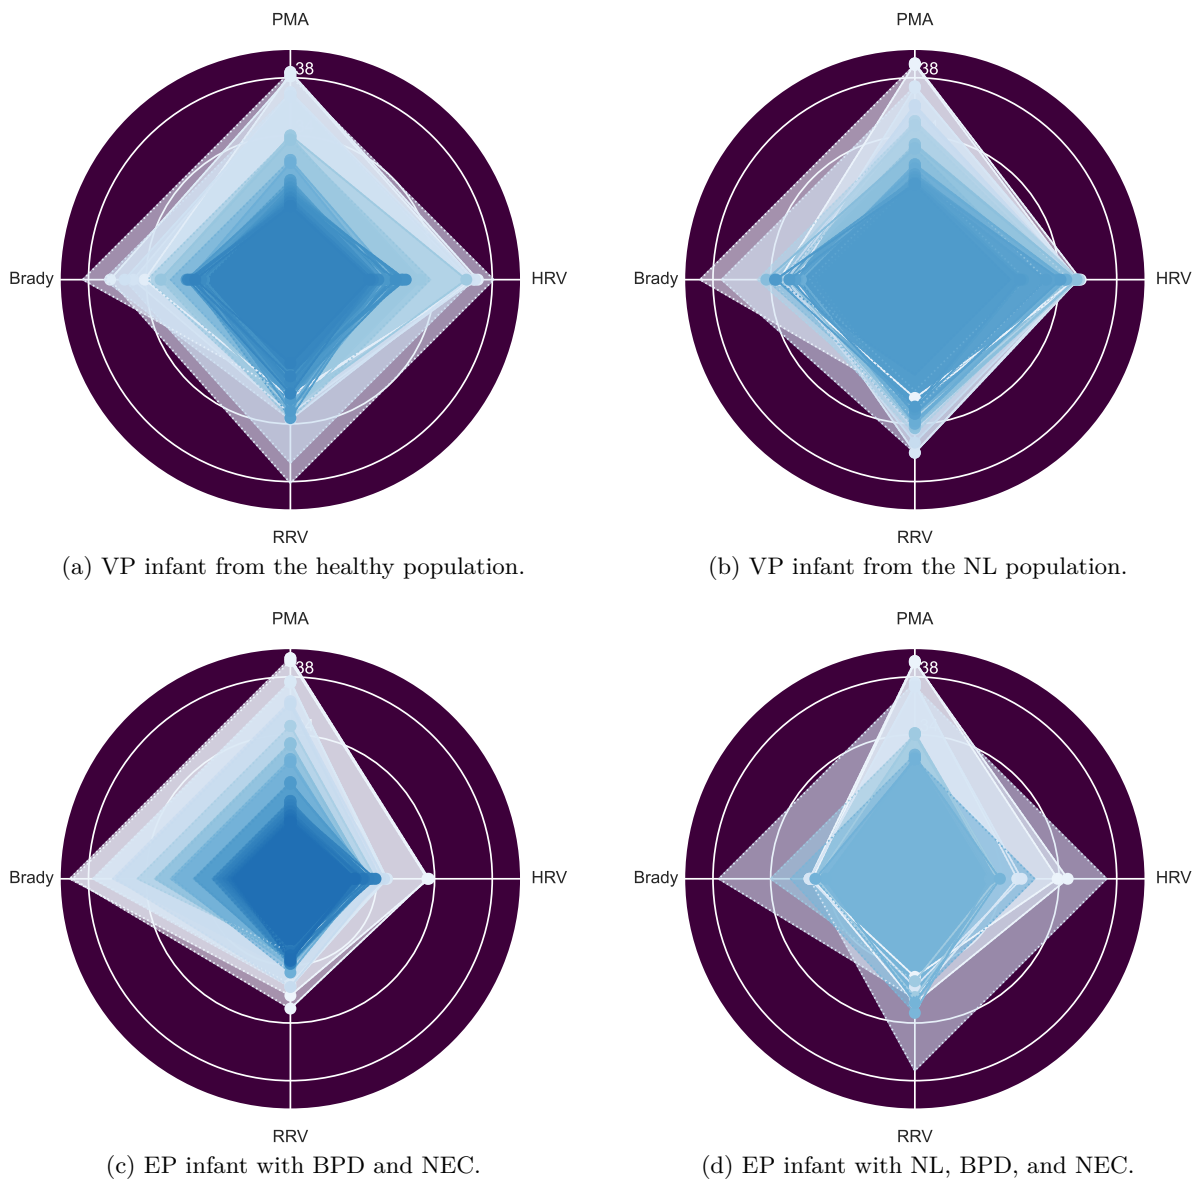 PMA
38
Brady
HRV
RRV
(a) VP infant from the healthy population.
PMA
38
Brady
HRV
RRV
(b) VP infant from the NL population.
PMA
38
Brady
HRV
RRV
(c) EP infant with BPD and NEC.
PMA
38
Brady
HRV
RRV
(d) EP infant with NL, BPD, and NEC.